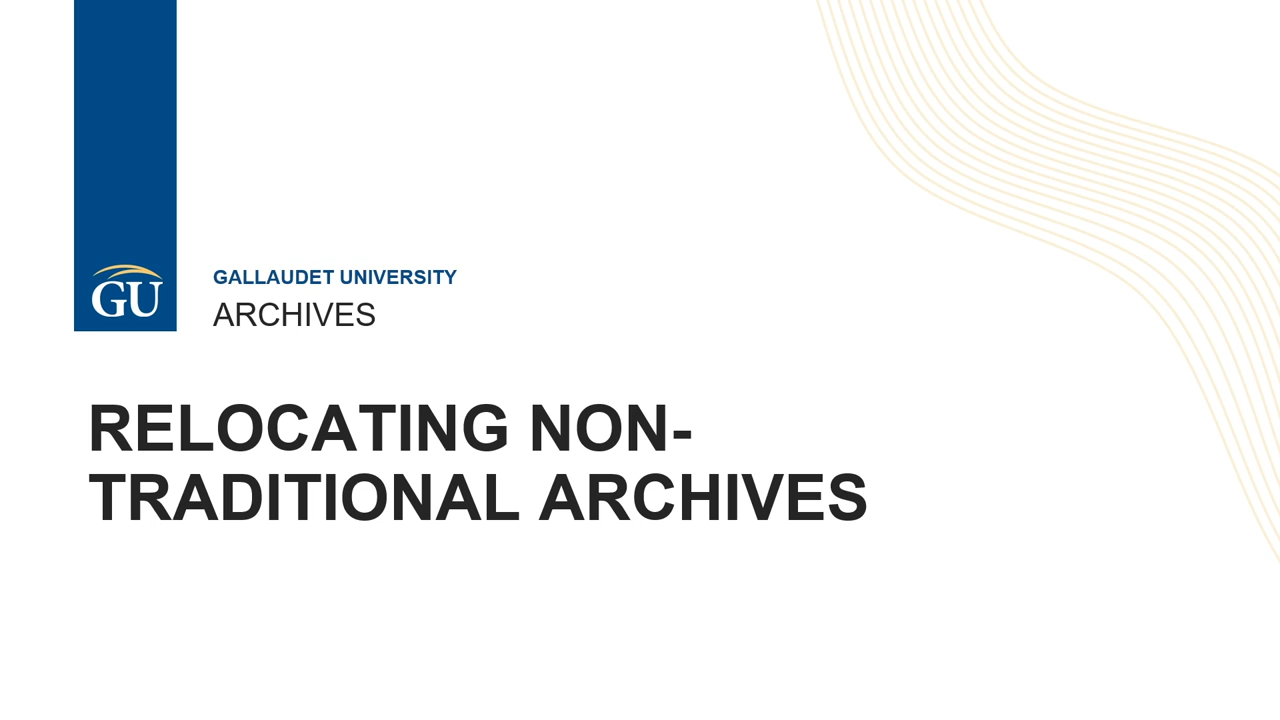 GU
GALLAUDET UNIVERSITY
ARCHIVES
RELOCATING NON-
TRADITIONAL ARCHIVES